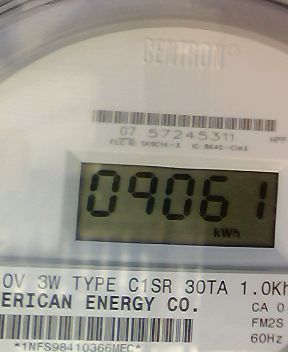 CENTRON®
07 57245311
09061
kWh
0V 3W TYPE C1SR 30TA 1.0Kh
ERICAN ENERGY CO.
CA 0
FM2S
60Hz
*1NFS98410366MEC*